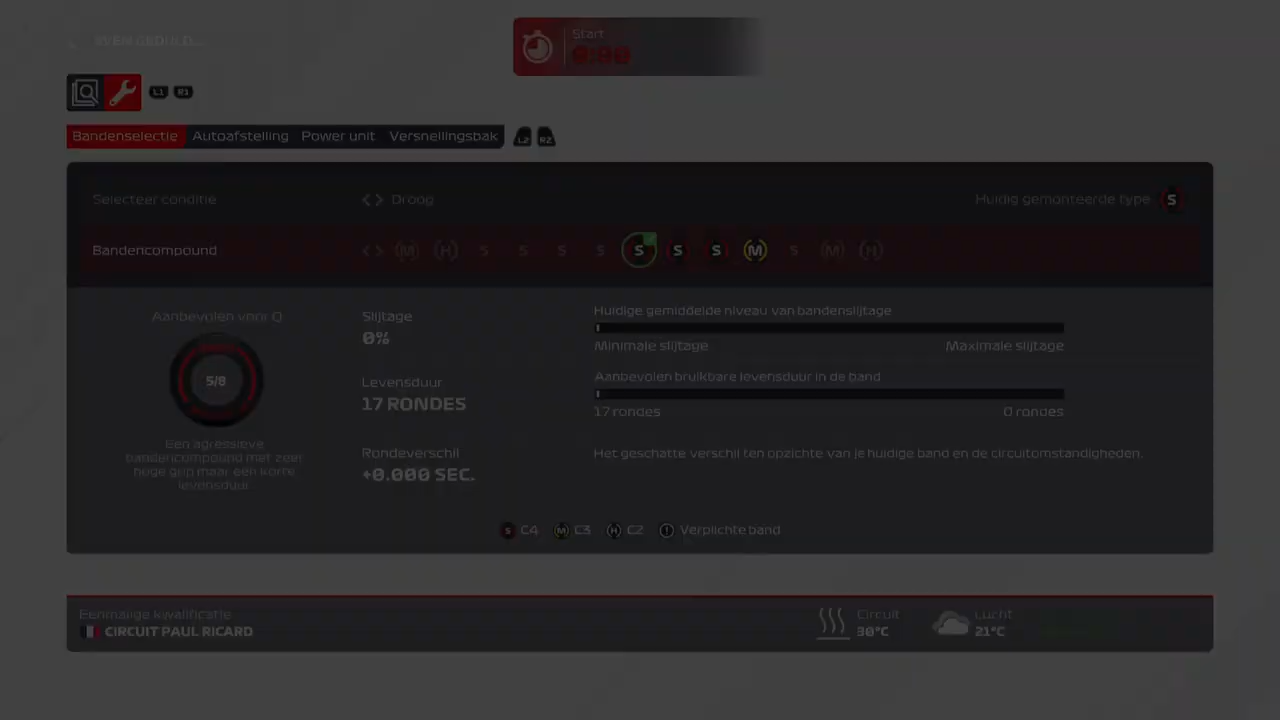 EVEN GEDULD...
Start
0:00
L1 R1
Bandenselectie Autoafstelling Power unit Versnellingsbak L2 R2
Selecteer conditie Droog Huidig gemonteerde type S
Bandencompound M H S S S S S S S M S M H
Aanbevolen voor Q
5/8
Een agressieve
bandencompound met zeer
hoge grip maar een korte
levensduur.
Slijtage
0%
Levensduur
17 RONDES
Rondeverschil
+0.000 SEC.
Huidige gemiddelde niveau van bandenslijtage
Minimale slijtage Maximale slijtage
Aanbevolen bruikbare levensduur in de band
17 rondes 0 rondes
Het geschatte verschil ten opzichte van je huidige band en de circuitomstandigheden.
S C4 M C3 H C2 ! Verplichte band
Eenmalige kwalificatie
CIRCUIT PAUL RICARD
Circuit
30°C
Lucht
21°C